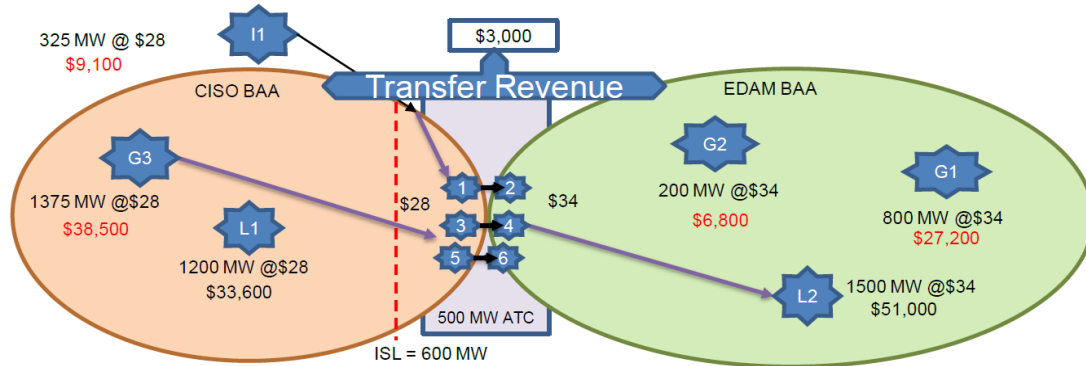 I1
325 MW @ $28
$9,100
$3,000
Transfer Revenue
CISO BAA
EDAM BAA
G3
1375 MW @$28
$38,500
L1
1200 MW @$28
$33,600
$28
1
2
3
4
5
6
$34
G2
200 MW @$34
$6,800
G1
800 MW @$34
$27,200
L2
1500 MW @$34
$51,000
500 MW ATC
ISL = 600 MW